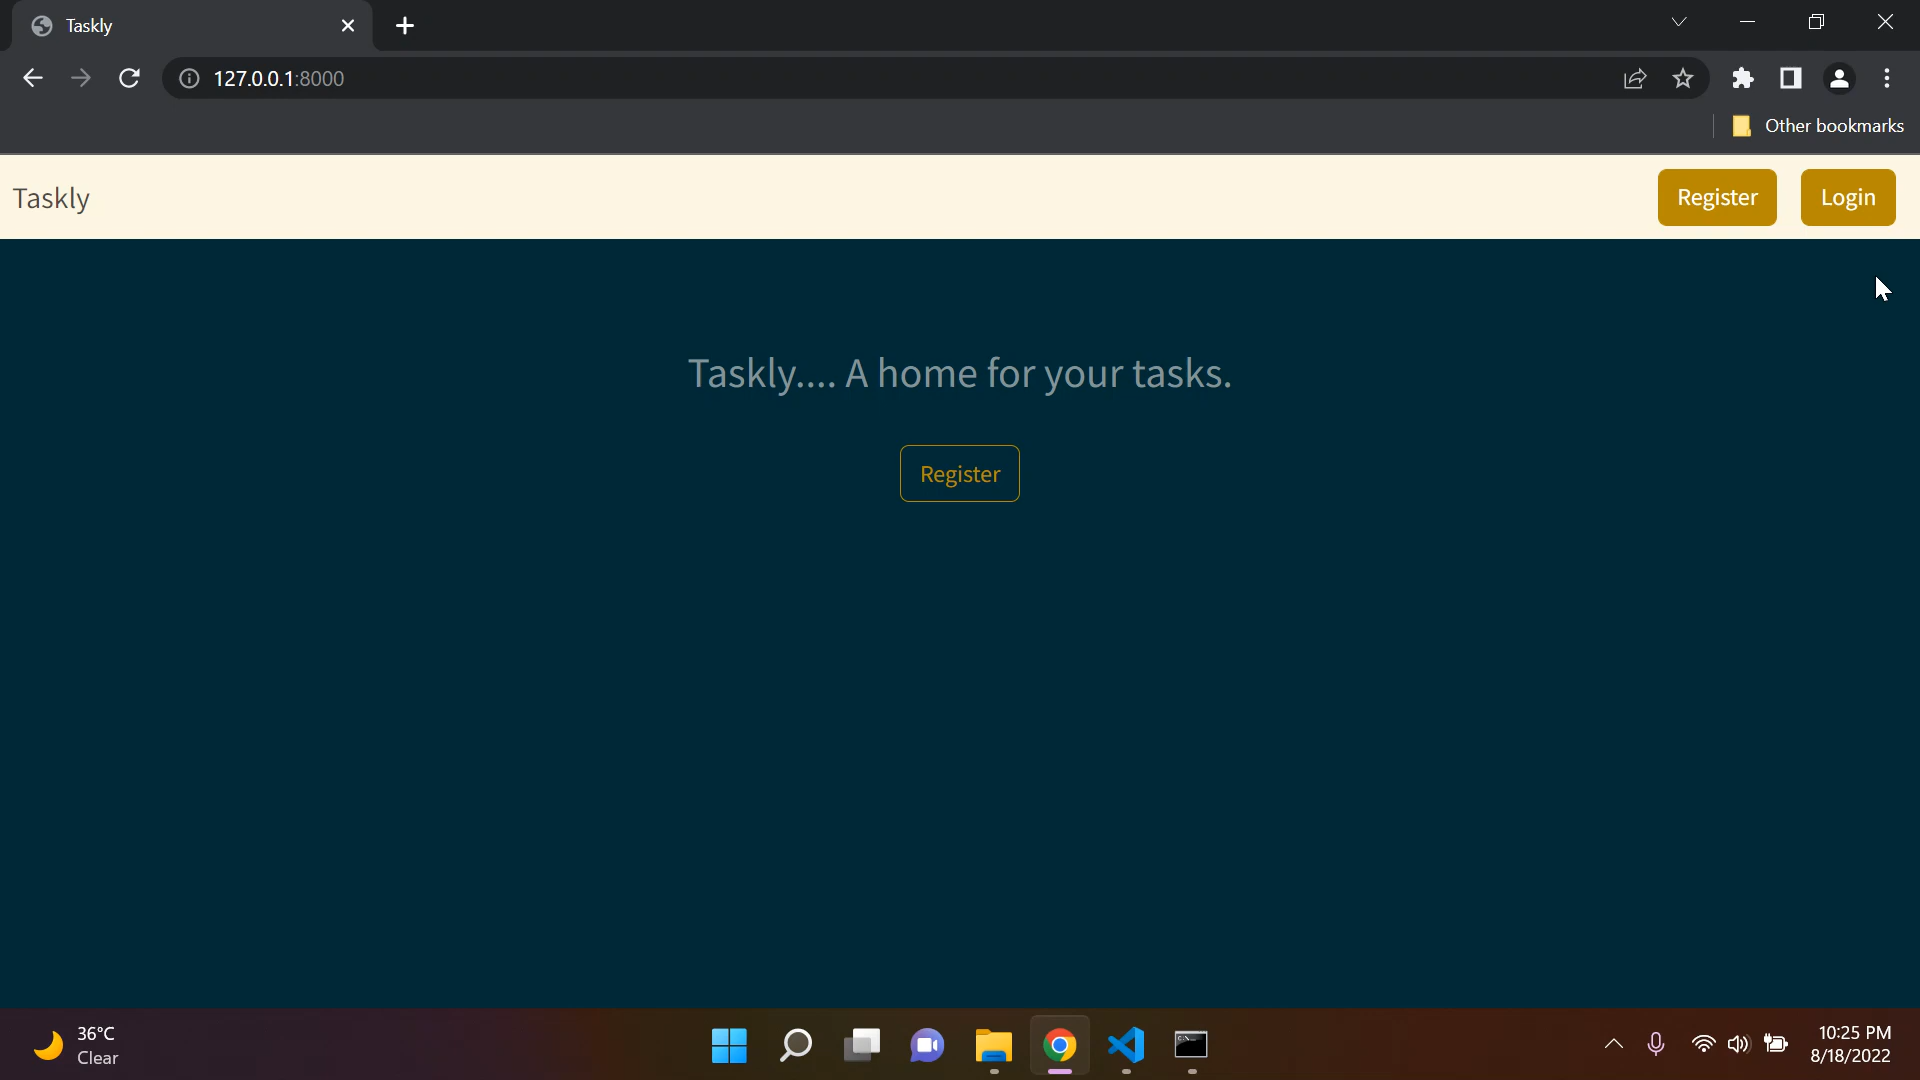 Taskly
127.0.0.1:8000
Other bookmarks
Taskly
Register
Login
Taskly.... A home for your tasks.
Register
36°C
Clear
10:25 PM
8/18/2022